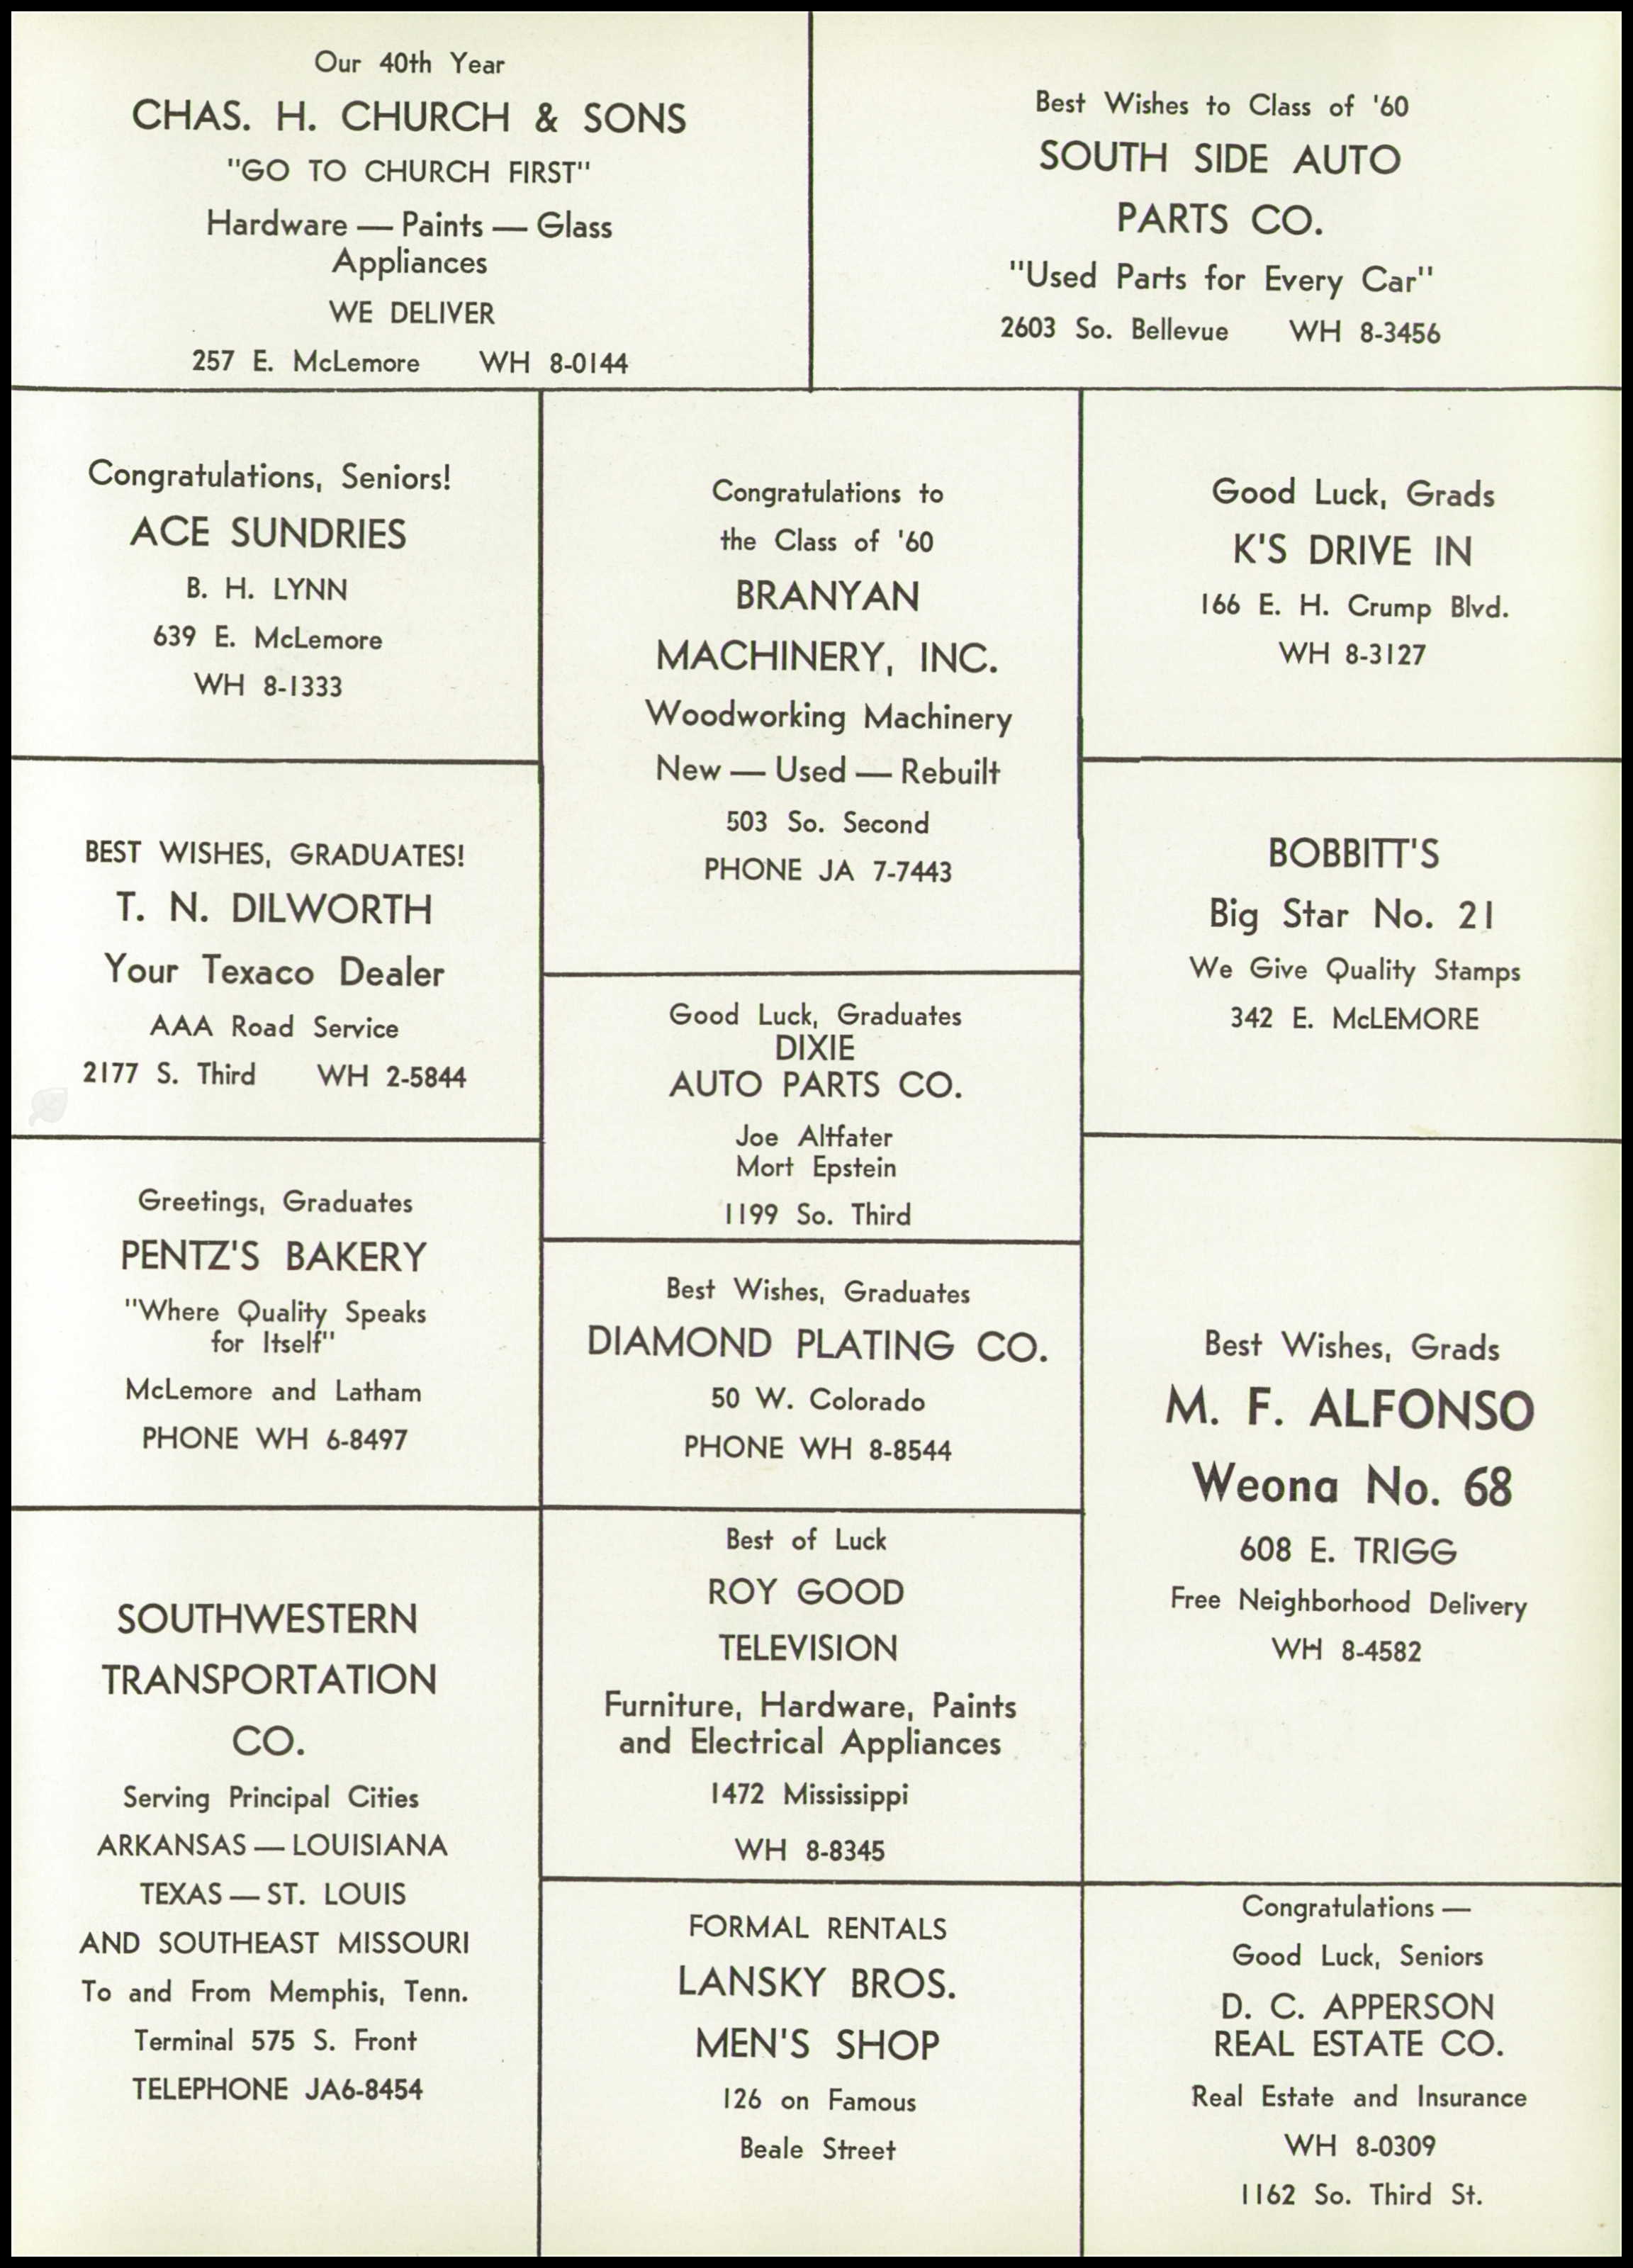 Our 40th Year
CHAS. H. CHURCH & SONS
"GO TO CHURCH FIRST"
Hardware — Paints — Glass
Appliances
WE DELIVER
257 E. McLemore WH 8-0144
Best Wishes to Class of '60
SOUTH SIDE AUTO
PARTS CO.
"Used Parts for Every Car"
2603 So. Bellevue WH 8-3456
Congratulations, Seniors!
ACE SUNDRIES
B. H. LYNN
639 E. McLemore
WH 8-1333
Congratulations to
the Class of '60
BRANYAN
MACHINERY, INC.
Woodworking Machinery
New — Used — Rebuilt
503 So. Second
PHONE JA 7-7443
Good Luck, Grads
K'S DRIVE IN
166 E. H. Crump Blvd.
WH 8-3127
BEST WISHES, GRADUATES!
T. N. DILWORTH
Your Texaco Dealer
AAA Road Service
2177 S. Third WH 2-5844
BOBBITT'S
Big Star No. 21
We Give Quality Stamps
342 E. McLEMORE
Good Luck, Graduates
DIXIE
AUTO PARTS CO.
Joe Altfater
Mort Epstein
1199 So. Third
Greetings, Graduates
PENTZ'S BAKERY
"Where Quality Speaks
for Itself"
McLemore and Latham
PHONE WH 6-8497
Best Wishes, Graduates
DIAMOND PLATING CO.
50 W. Colorado
PHONE WH 8-8544
Best Wishes, Grads
M. F. ALFONSO
Weona No. 68
608 E. TRIGG
Free Neighborhood Delivery
WH 8-4582
SOUTHWESTERN
TRANSPORTATION
CO.
Serving Principal Cities
ARKANSAS — LOUISIANA
TEXAS — ST. LOUIS
AND SOUTHEAST MISSOURI
To and From Memphis, Tenn.
Terminal 575 S. Front
TELEPHONE JA6-8454
Best of Luck
ROY GOOD
TELEVISION
Furniture, Hardware, Paints
and Electrical Appliances
1472 Mississippi
WH 8-8345
FORMAL RENTALS
LANSKY BROS.
MEN'S SHOP
126 on Famous
Beale Street
Congratulations —
Good Luck, Seniors
D. C. APPERSON
REAL ESTATE CO.
Real Estate and Insurance
WH 8-0309
1162 So. Third St.